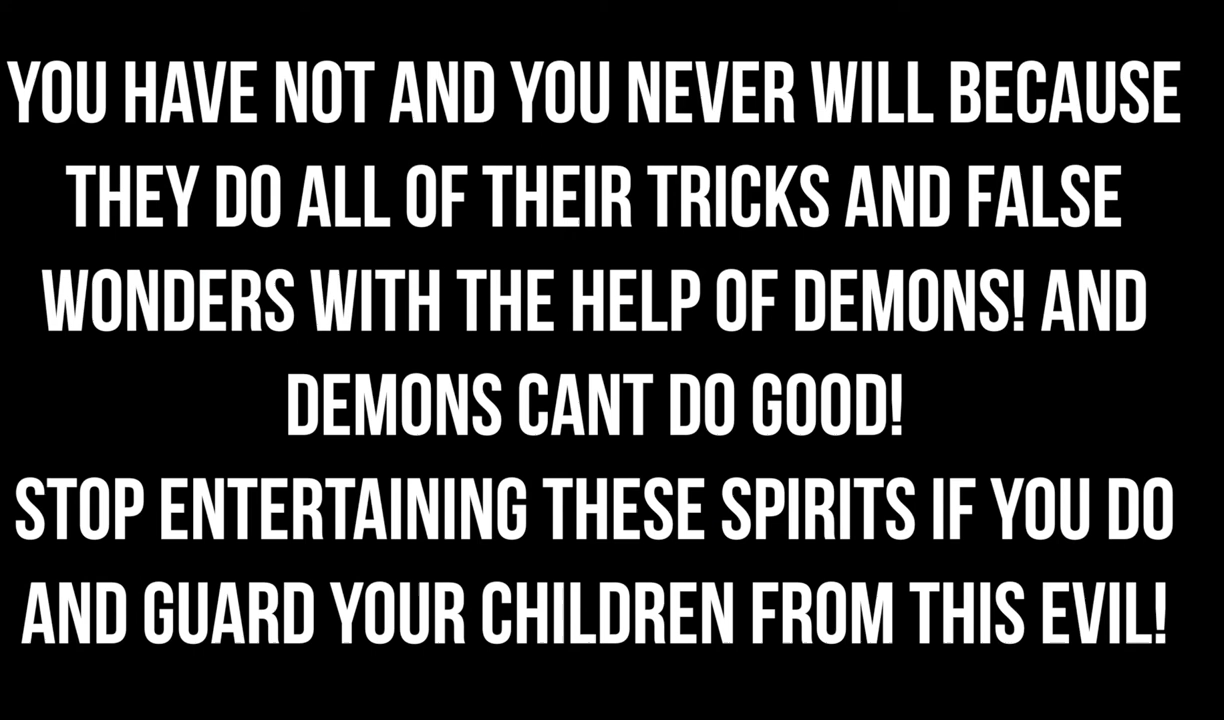 YOU HAVE NOT AND YOU NEVER WILL BECAUSE
THEY DO ALL OF THEIR TRICKS AND FALSE
WONDERS WITH THE HELP OF DEMONS! AND
DEMONS CANT DO GOOD!
STOP ENTERTAINING THESE SPIRITS IF YOU DO
AND GUARD YOUR CHILDREN FROM THIS EVIL!